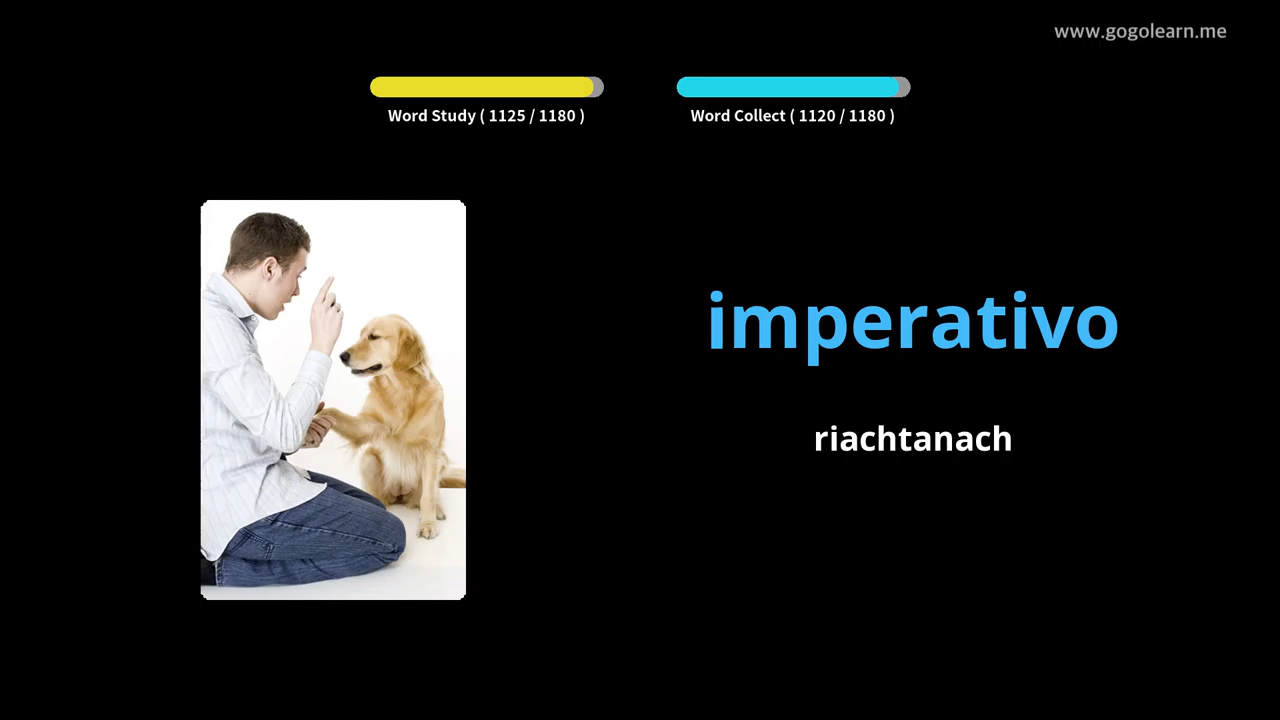 www.gogolearn.me
Word Study ( 1125 / 1180 )
Word Collect ( 1120 / 1180 )
imperativo
riachtanach